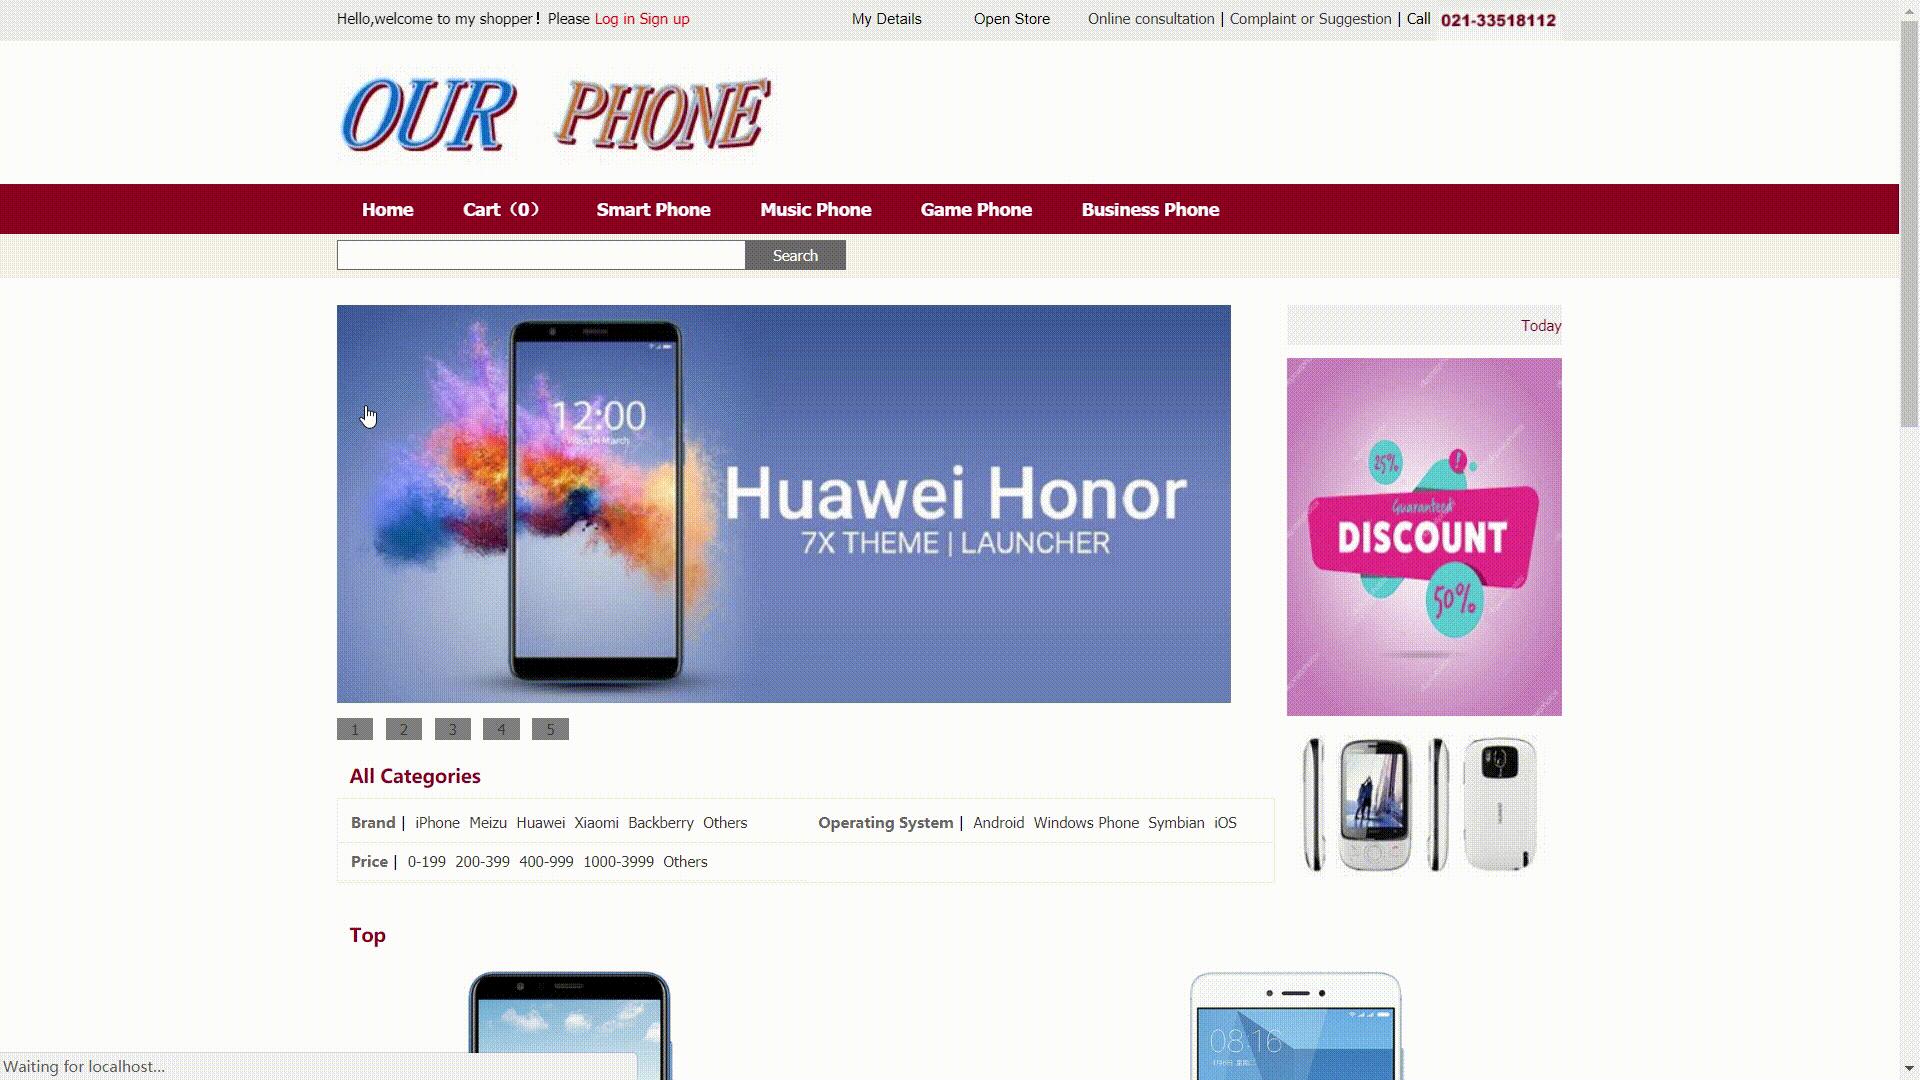 Hello,welcome to my shopper！Please Log in Sign up
My Details
Open Store
Online consultation | Complaint or Suggestion | Call 021-33518112
OUR PHONE
Home
Cart（0）
Smart Phone
Music Phone
Game Phone
Business Phone
Search
12:00
Huawei Honor
7X THEME | LAUNCHER
Today
25%
!
Guaranteed
DISCOUNT
50%
1 2 3 4 5
All Categories
Brand | iPhone Meizu Huawei Xiaomi Backberry Others
Operating System | Android Windows Phone Symbian iOS
Price | 0-199 200-399 400-999 1000-3999 Others
Top
08:16
Waiting for localhost...